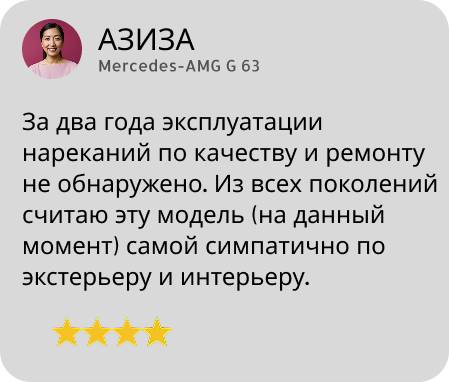 АЗИЗА
Mercedes-AMG G 63
За два года эксплуатации
нареканий по качеству и ремонту
не обнаружено. Из всех поколений
считаю эту модель (на данный
момент) самой симпатично по
экстерьеру и интерьеру.